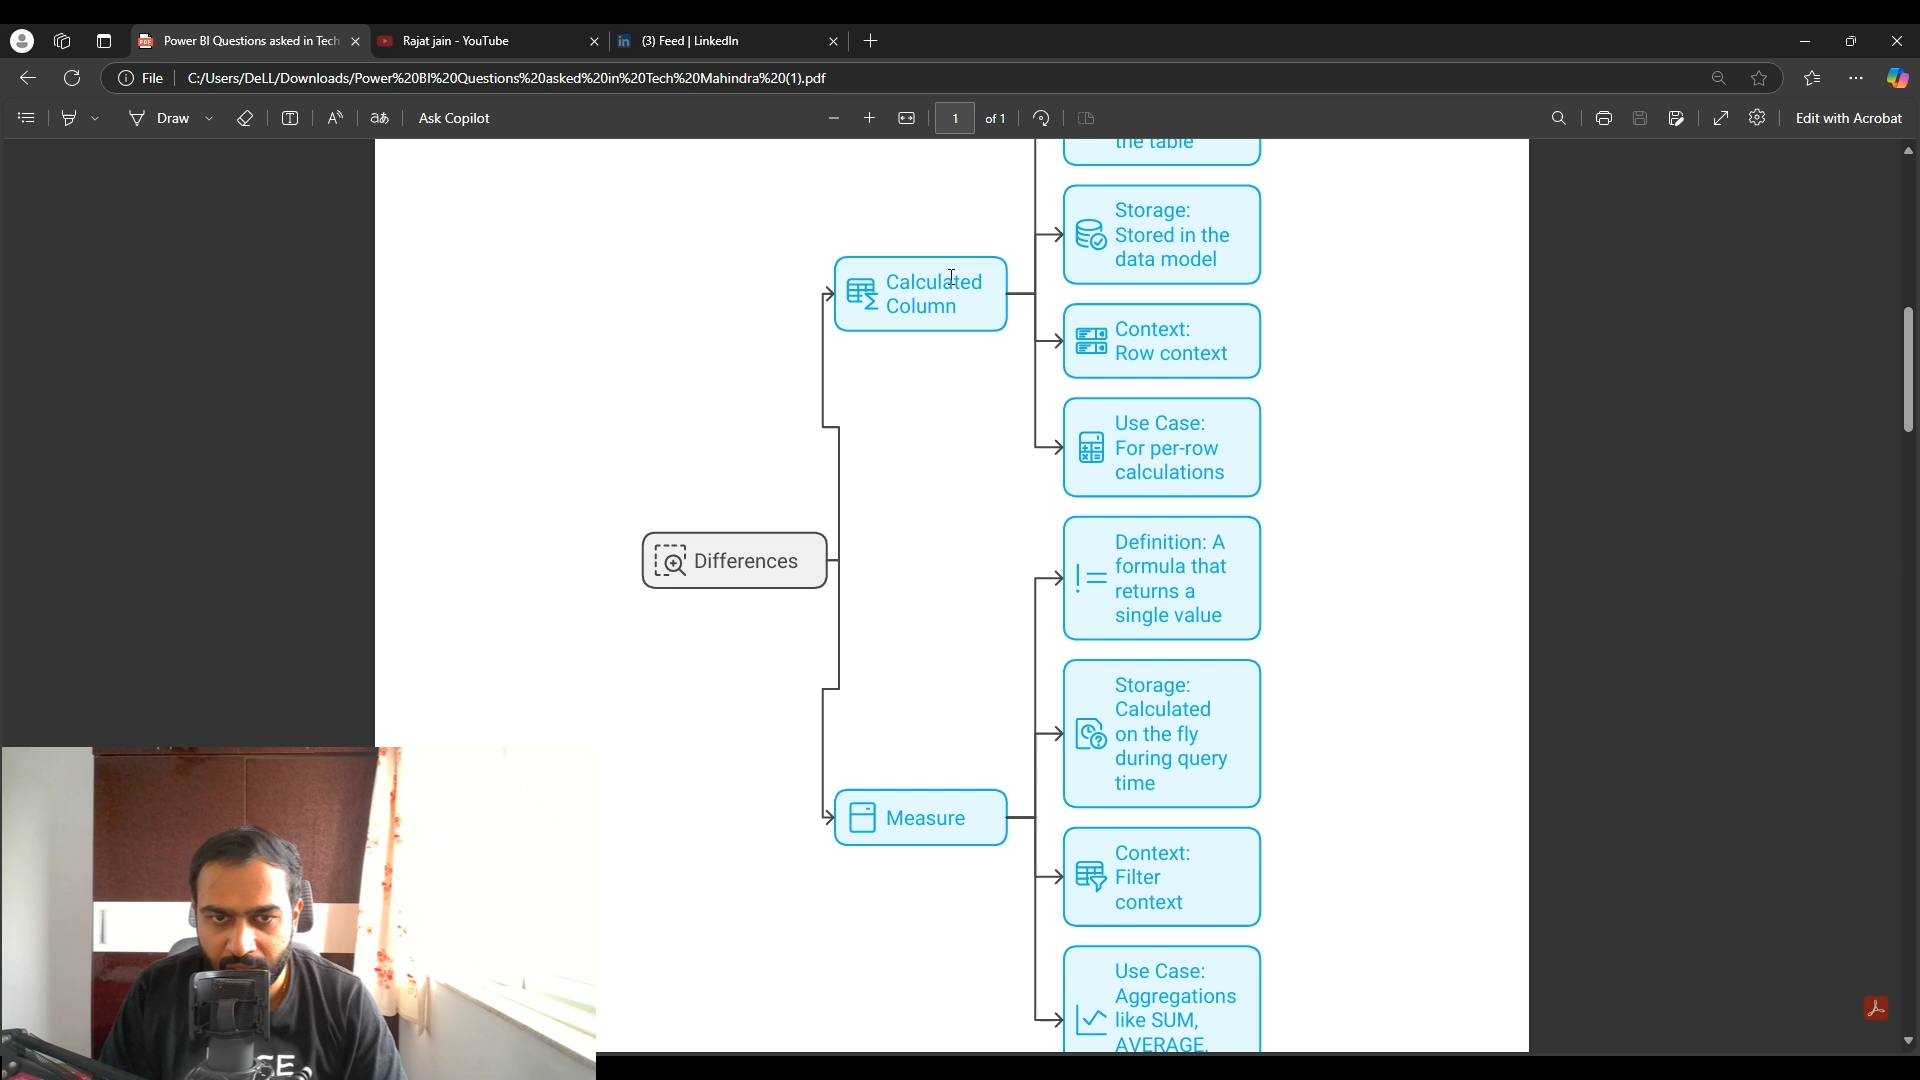 Power BI Questions asked in Tech
Rajat jain - YouTube
(3) Feed | LinkedIn
File
C:/Users/DeLL/Downloads/Power%20BI%20Questions%20asked%20in%20Tech%20Mahindra%20(1).pdf
Draw
Ask Copilot
1
of 1
Edit with Acrobat
the table
Storage:
Stored in the
data model
Calculated
Column
Context:
Row context
Use Case:
For per-row
calculations
Differences
Definition: A
formula that
returns a
single value
Storage:
Calculated
on the fly
during query
time
Measure
Context:
Filter
context
Use Case:
Aggregations
like SUM,
AVERAGE.